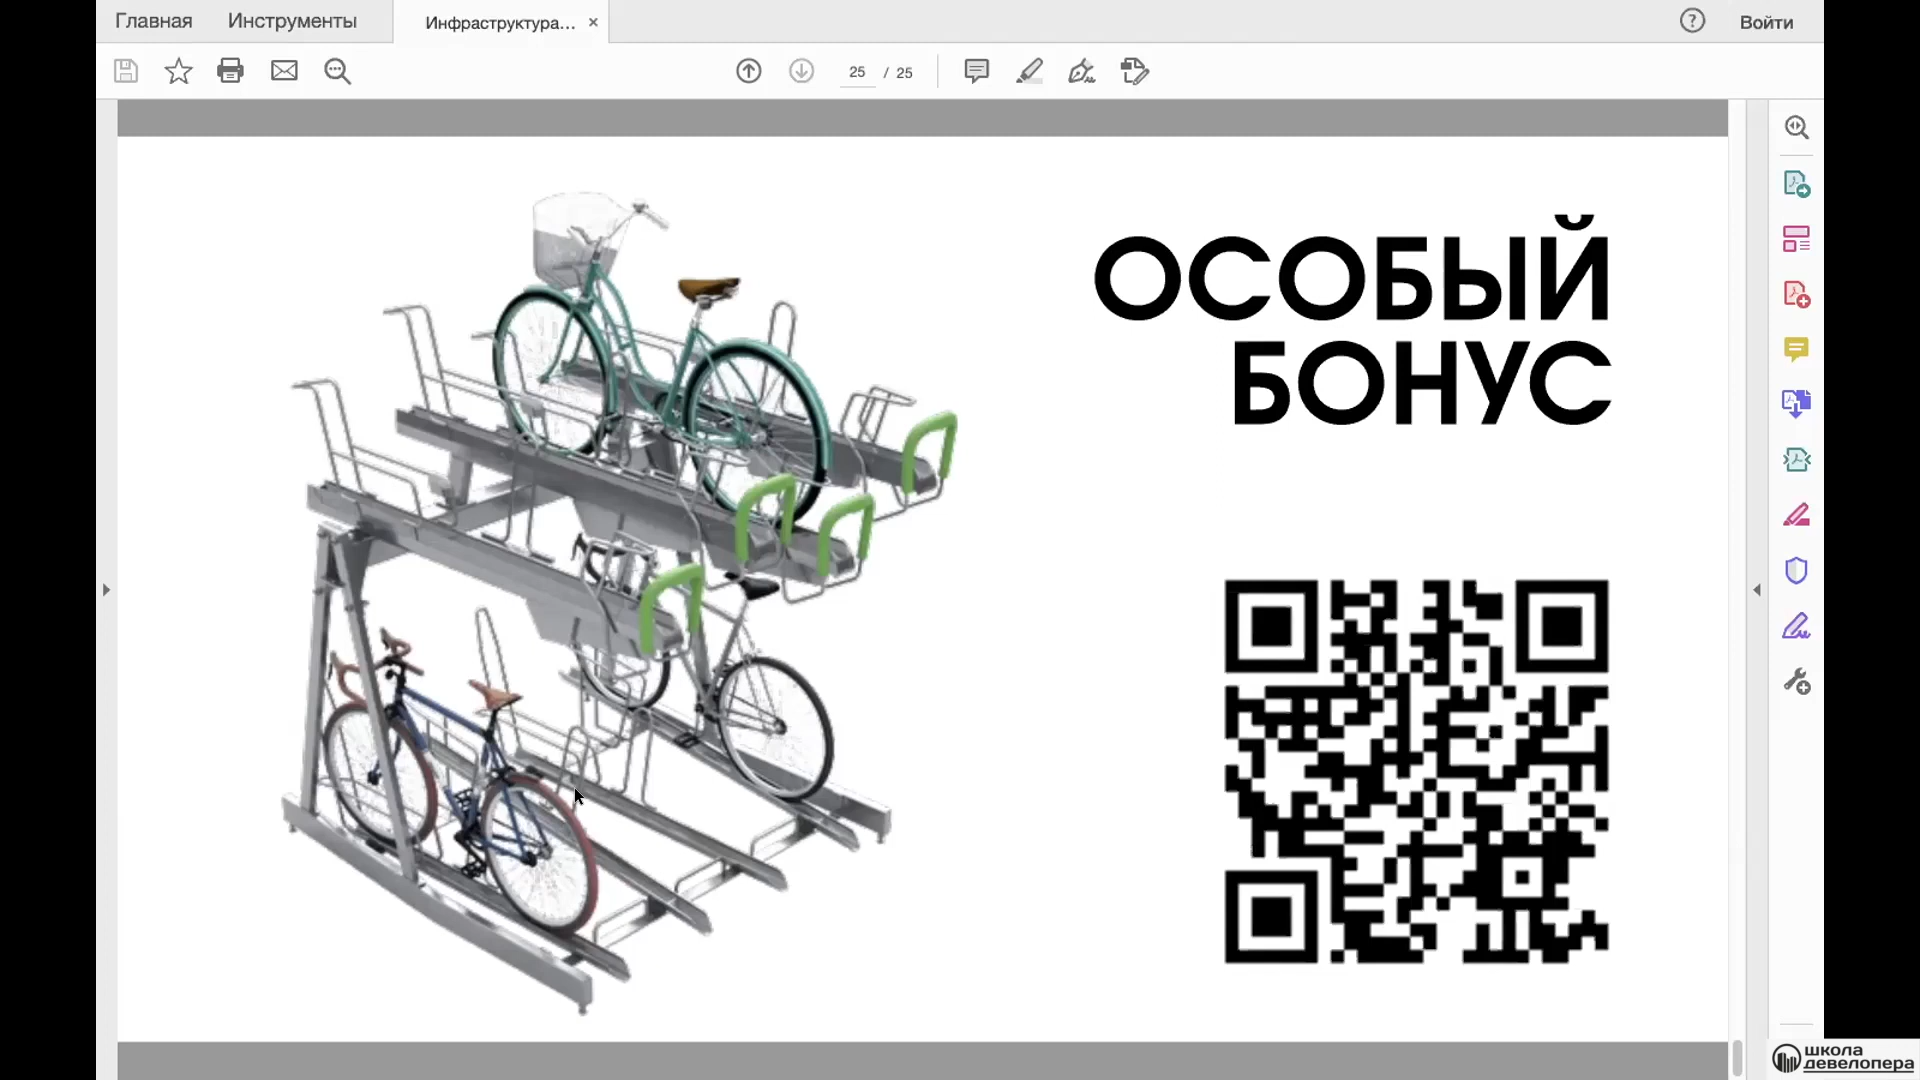 Главная Инструменты Инфраструктура... × ? Войти
25 / 25
ОСОБЫЙ
БОНУС
школа
девелопера